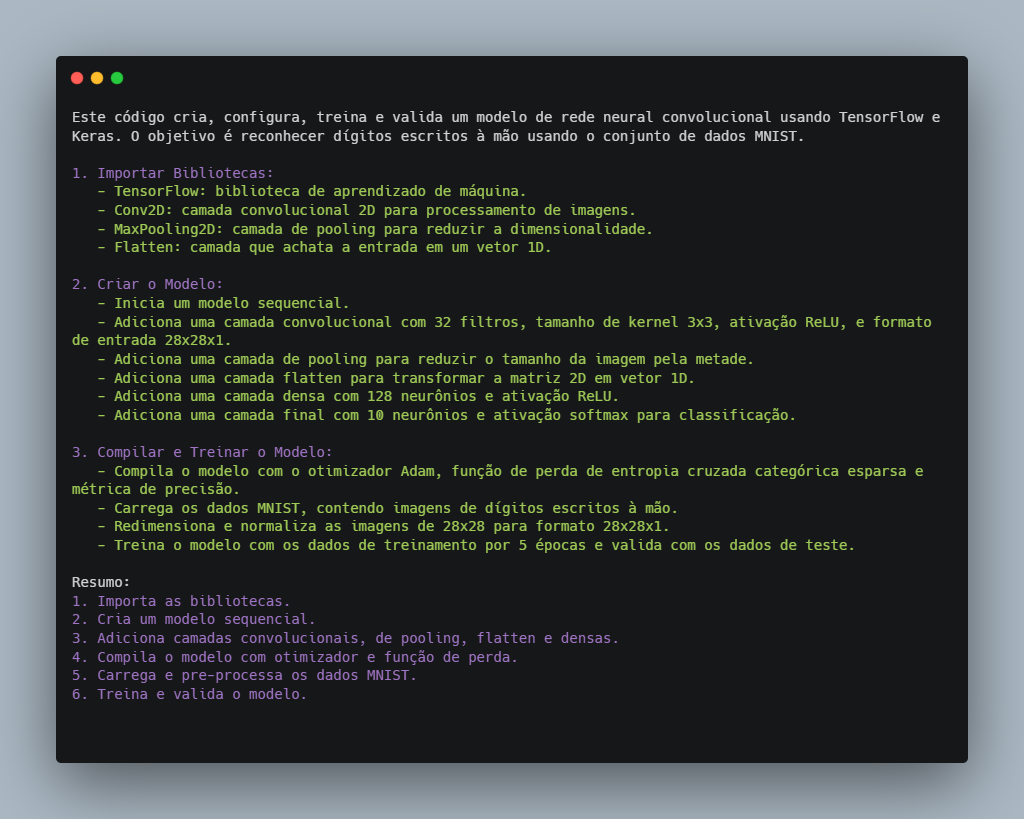 Este código cria, configura, treina e valida um modelo de rede neural convolucional usando TensorFlow e
Keras. O objetivo é reconhecer dígitos escritos à mão usando o conjunto de dados MNIST.
1. Importar Bibliotecas:
- TensorFlow: biblioteca de aprendizado de máquina.
- Conv2D: camada convolucional 2D para processamento de imagens.
- MaxPooling2D: camada de pooling para reduzir a dimensionalidade.
- Flatten: camada que achata a entrada em um vetor 1D.
2. Criar o Modelo:
- Inicia um modelo sequencial.
- Adiciona uma camada convolucional com 32 filtros, tamanho de kernel 3x3, ativação ReLU, e formato
de entrada 28x28x1.
- Adiciona uma camada de pooling para reduzir o tamanho da imagem pela metade.
- Adiciona uma camada flatten para transformar a matriz 2D em vetor 1D.
- Adiciona uma camada densa com 128 neurônios e ativação ReLU.
- Adiciona uma camada final com 10 neurônios e ativação softmax para classificação.
3. Compilar e Treinar o Modelo:
- Compila o modelo com o otimizador Adam, função de perda de entropia cruzada categórica esparsa e
métrica de precisão.
- Carrega os dados MNIST, contendo imagens de dígitos escritos à mão.
- Redimensiona e normaliza as imagens de 28x28 para formato 28x28x1.
- Treina o modelo com os dados de treinamento por 5 épocas e valida com os dados de teste.
Resumo:
1. Importa as bibliotecas.
2. Cria um modelo sequencial.
3. Adiciona camadas convolucionais, de pooling, flatten e densas.
4. Compila o modelo com otimizador e função de perda.
5. Carrega e pre-processa os dados MNIST.
6. Treina e valida o modelo.